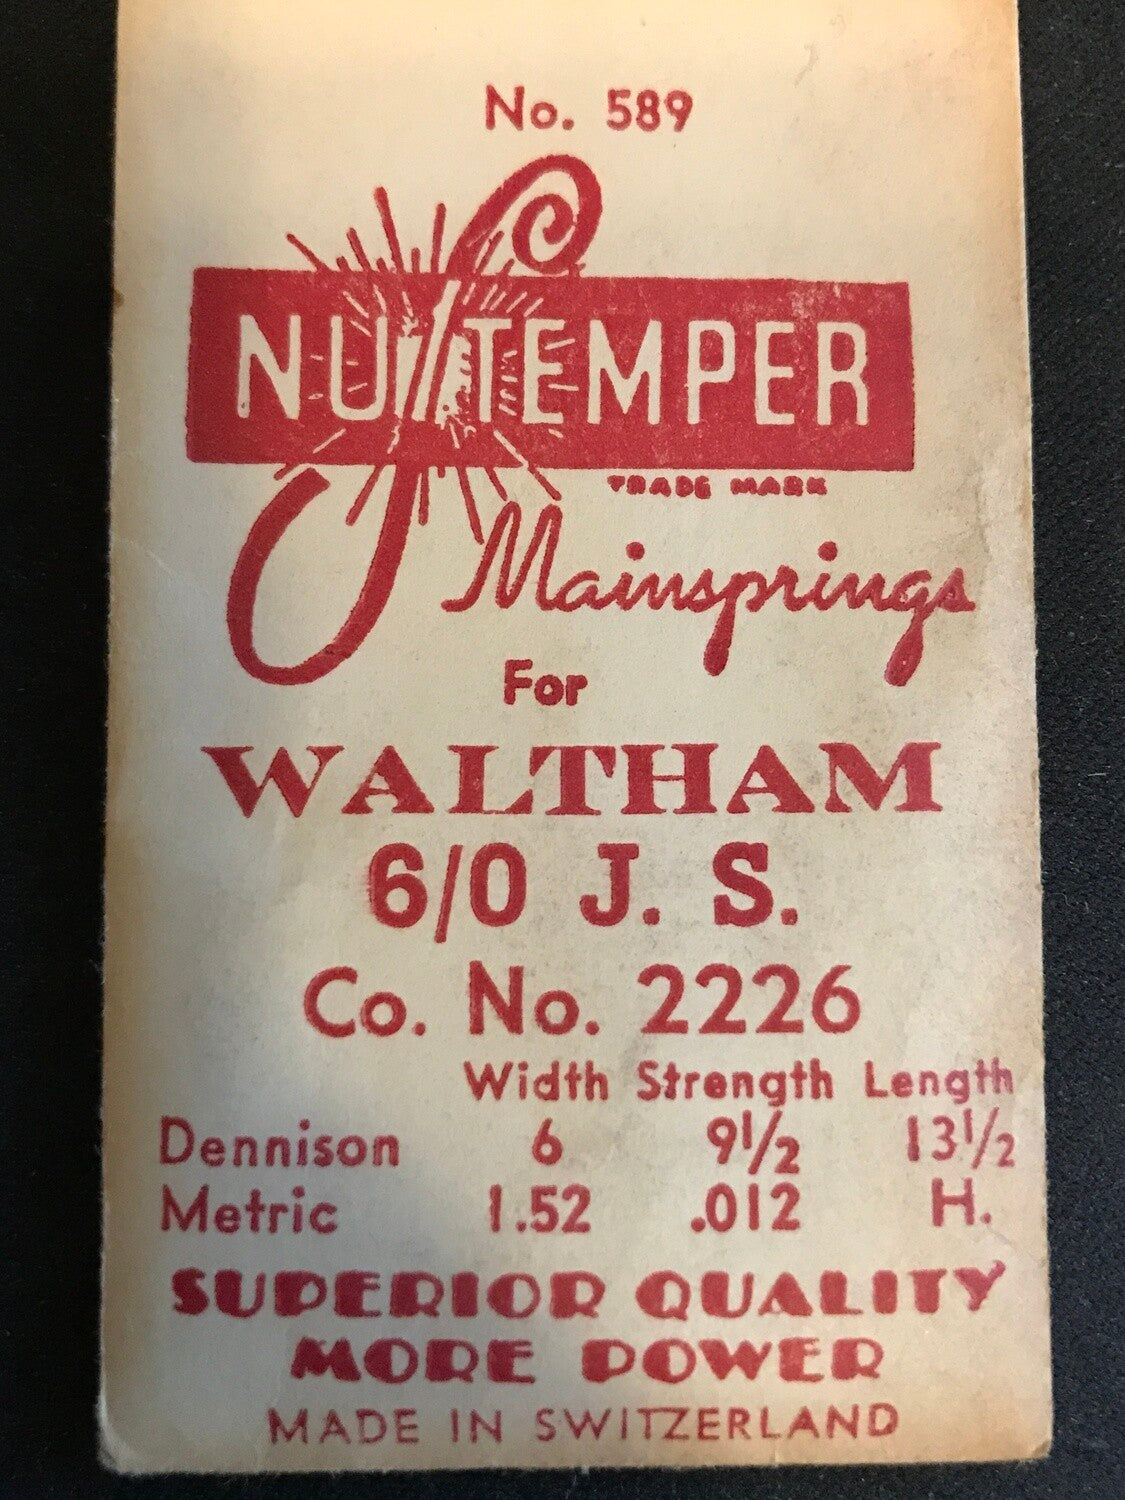 No. 589
NU-TEMPER
TRADE MARK
Mainsprings
For
WALTHAM
6/0 J. S.
Co. No. 2226
Width Strength Length
Dennison 6 9½ 13½
Metric 1.52 .012 H.
SUPERIOR QUALITY
MORE POWER
MADE IN SWITZERLAND